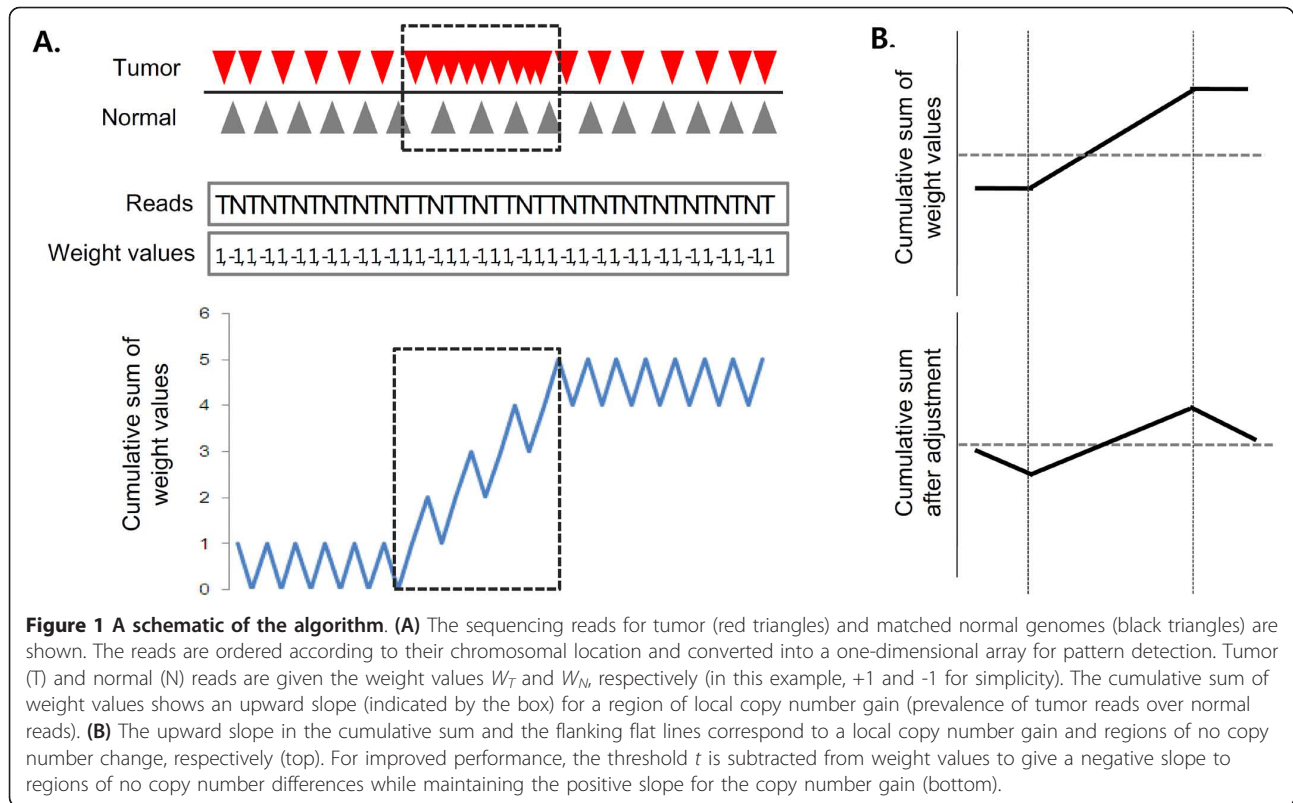 A.
Tumor
Normal
Reads
TNTNTNTNTNTNTTNTTNTTNTTNTNTNTNTNTNTNT
Weight values
1,-1,1,-1,1,-1,1,-1,1,-1,1,-1,1,1,-1,1,1,-1,1,1,-1,1,1,-1,1,-1,1,-1,1,-1,1,-1,1,-1,1,-1,1
Cumulative sum of
weight values
6
5
4
3
2
1
0
B.
Cumulative sum of
weight values
Cumulative sum
after adjustment
Figure 1 A schematic of the algorithm. (A) The sequencing reads for tumor (red triangles) and matched normal genomes (black triangles) are
shown. The reads are ordered according to their chromosomal location and converted into a one-dimensional array for pattern detection. Tumor
(T) and normal (N) reads are given the weight values W_T and W_N, respectively (in this example, +1 and -1 for simplicity). The cumulative sum of
weight values shows an upward slope (indicated by the box) for a region of local copy number gain (prevalence of tumor reads over normal
reads). (B) The upward slope in the cumulative sum and the flanking flat lines correspond to a local copy number gain and regions of no copy
number change, respectively (top). For improved performance, the threshold t is subtracted from weight values to give a negative slope to
regions of no copy number differences while maintaining the positive slope for the copy number gain (bottom).